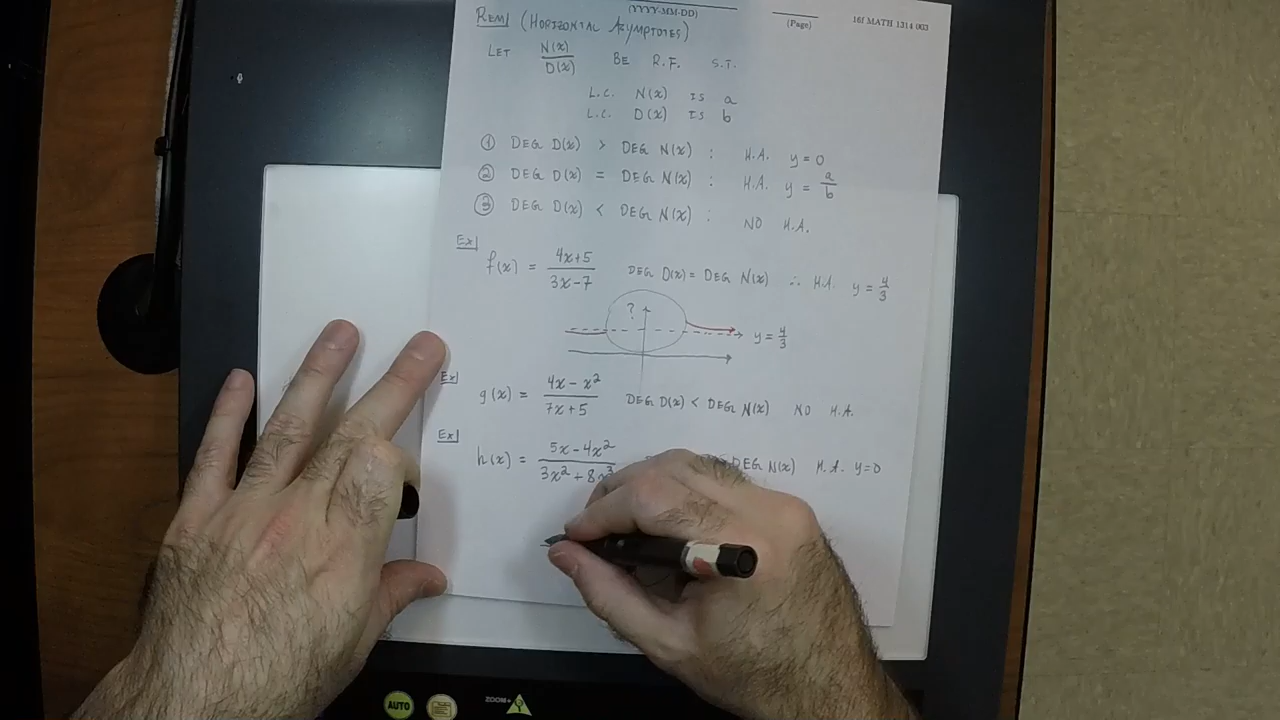 (YYYY-MM-DD)
(Page)
16f MATH 1314 003
REM (HORIZONTAL ASYMPTOTES)
LET N(x)/D(x) BE R.F. S.T.
L.C. N(x) IS a
L.C. D(x) IS b
① DEG D(x) > DEG N(x) : H.A. y = 0
② DEG D(x) = DEG N(x) : H.A. y = a/b
③ DEG D(x) < DEG N(x) : NO H.A.
Ex
f(x) = (4x+5)/(3x-7) DEG D(x) = DEG N(x) ∴ H.A. y = 4/3
?
y = 4/3
Ex
g(x) = (4x - x²)/(7x+5) DEG D(x) < DEG N(x) NO H.A.
Ex
h(x) = (5x - 4x²)/(3x² + 8x³ DEG N(x) H.A. y=0
AUTO
ZOOM+